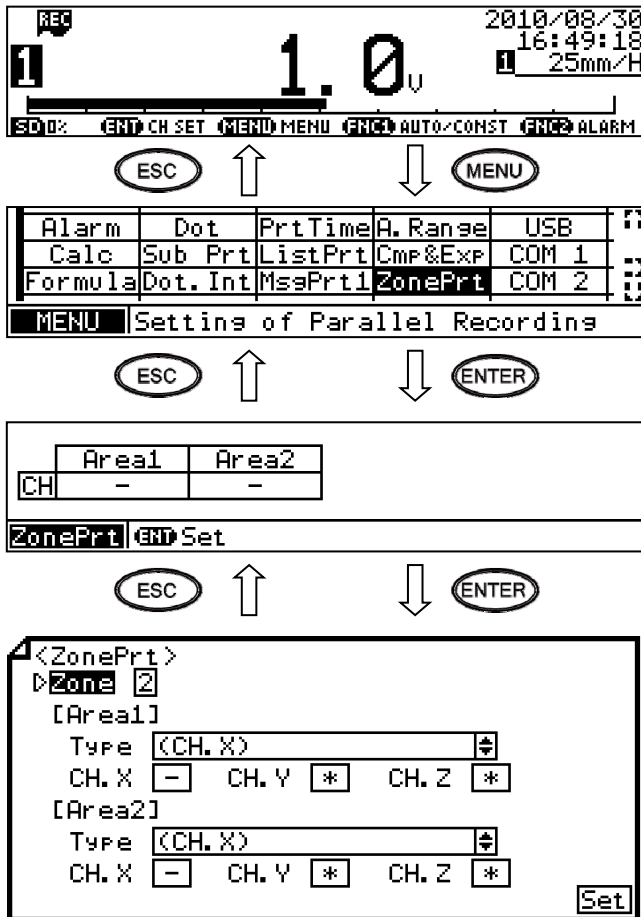 REC 2010/08/30
16:49:18
1 1.0V 1 25mm/H
SD 0% ENT CH SET MENU MENU FNC1 AUTO/CONST FNC2 ALARM
ESC MENU
Alarm Dot PrtTime A.Range USB
Calc Sub Prt ListPrt Cmp&Exp COM 1
Formula Dot.Int MsgPrt1 ZonePrt COM 2
MENU Setting of Parallel Recording
ESC ENTER
Area1 Area2
CH - -
ZonePrt ENT Set
ESC ENTER
<ZonePrt>
Zone 2
[Area1]
Type (CH.X)
CH.X - CH.Y * CH.Z *
[Area2]
Type (CH.X)
CH.X - CH.Y * CH.Z *
Set